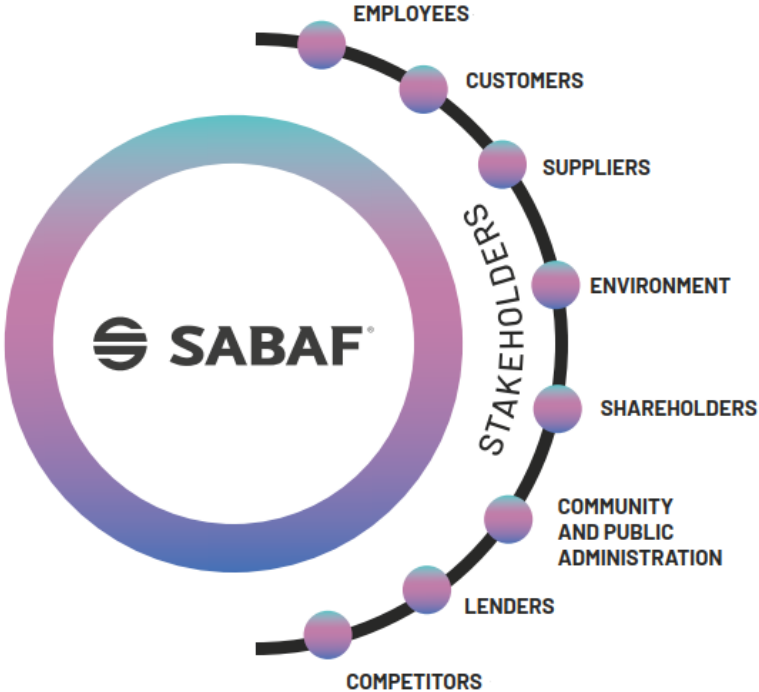 EMPLOYEES
CUSTOMERS
SUPPLIERS
STAKEHOLDERS
ENVIRONMENT
SABAF®
SHAREHOLDERS
COMMUNITY
AND PUBLIC
ADMINISTRATION
LENDERS
COMPETITORS